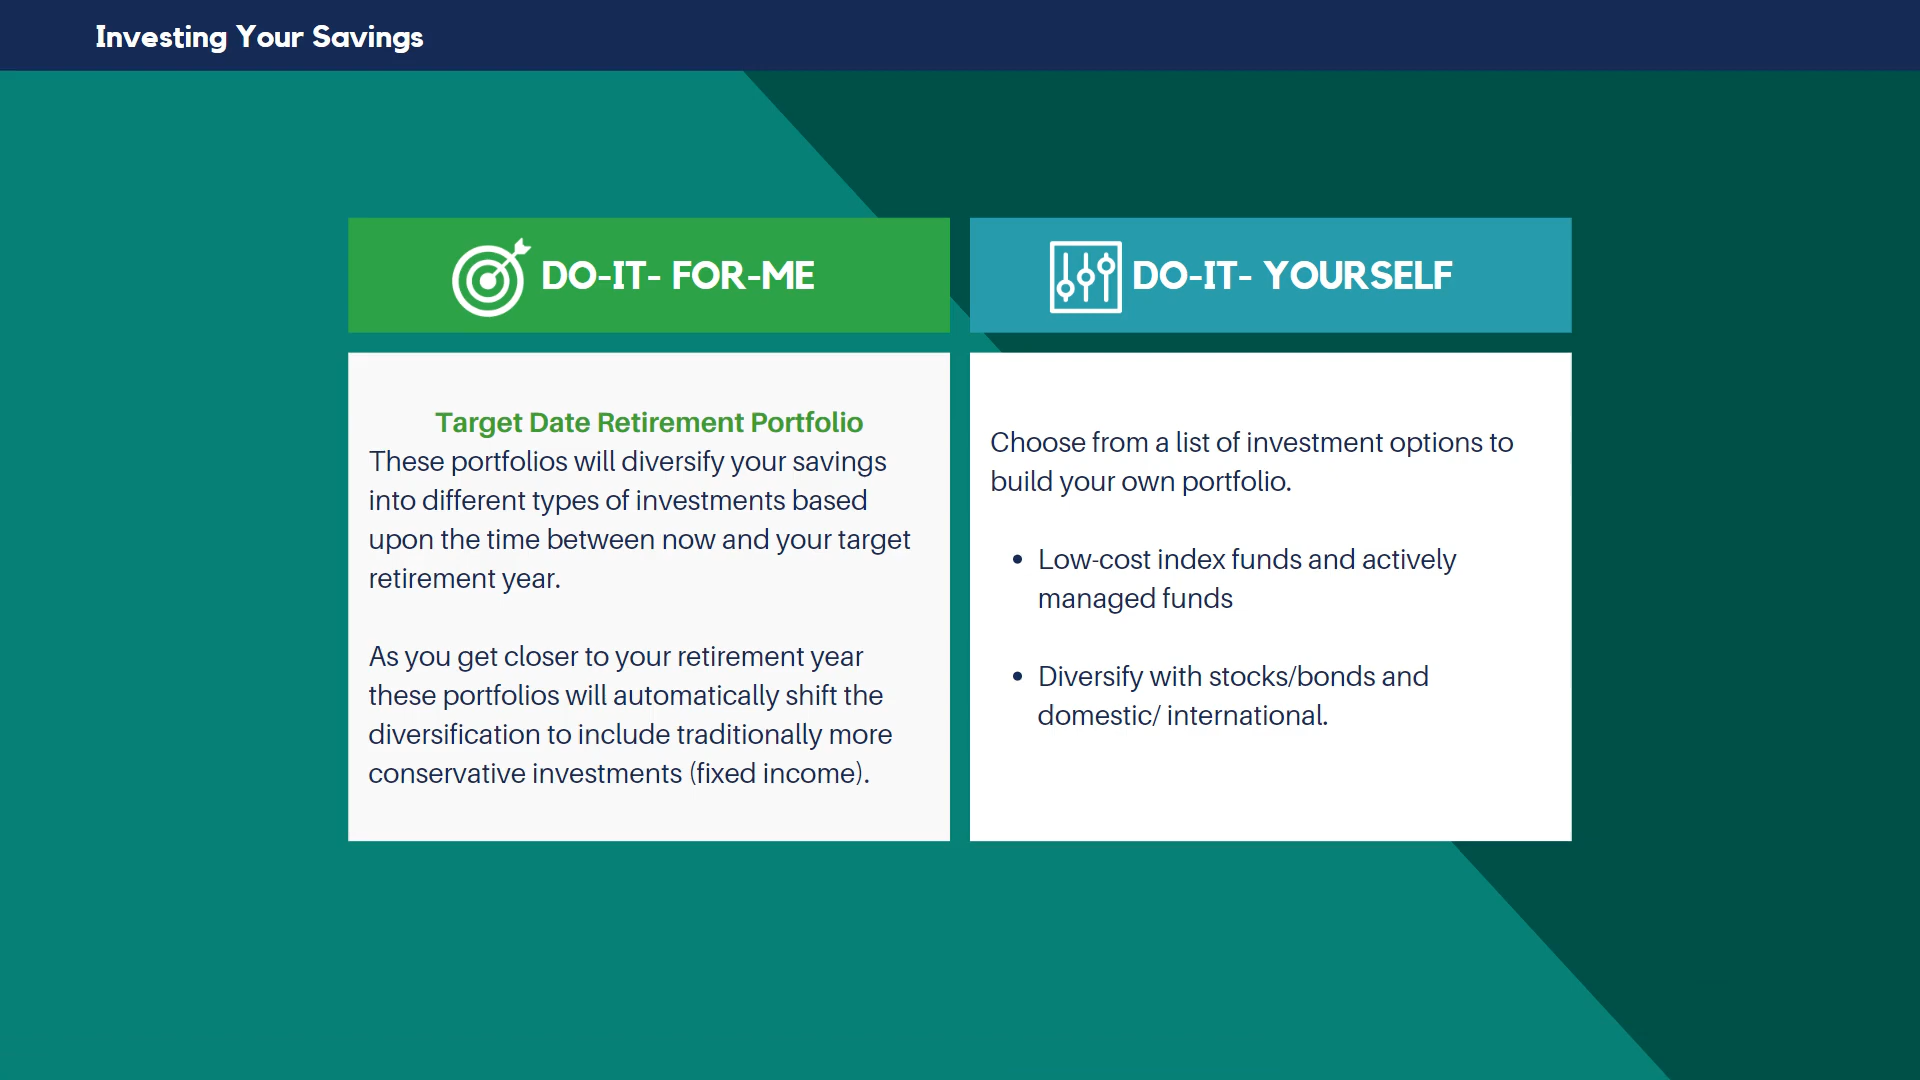 Investing Your Savings
DO-IT- FOR-ME
Target Date Retirement Portfolio
These portfolios will diversify your savings
into different types of investments based
upon the time between now and your target
retirement year.
As you get closer to your retirement year
these portfolios will automatically shift the
diversification to include traditionally more
conservative investments (fixed income).
DO-IT- YOURSELF
Choose from a list of investment options to
build your own portfolio.
• Low-cost index funds and actively
managed funds
• Diversify with stocks/bonds and
domestic/ international.